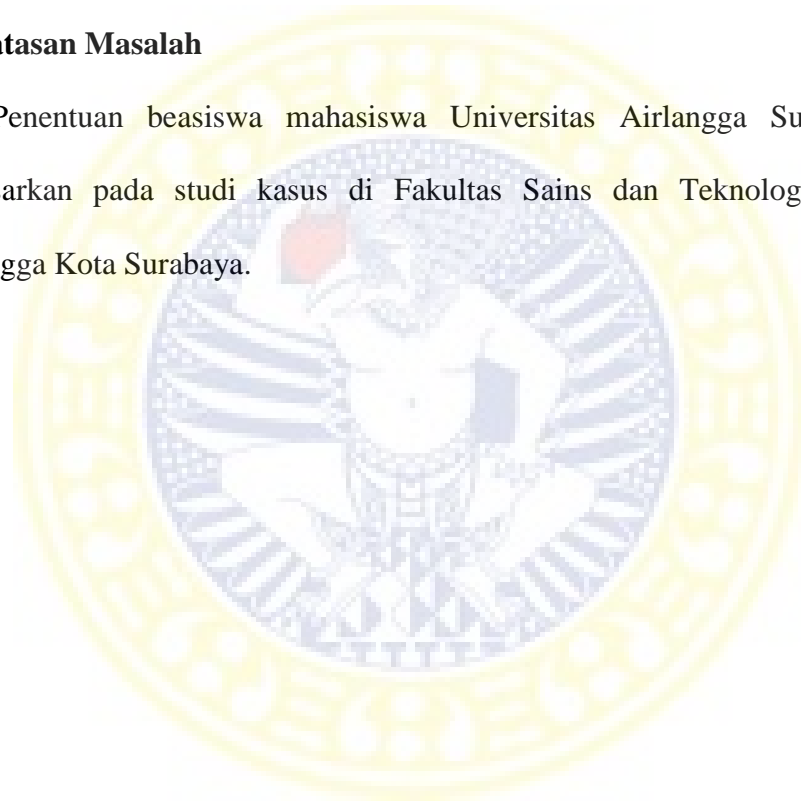 atasan Masalah
Penentuan beasiswa mahasiswa Universitas Airlangga Su
arkan pada studi kasus di Fakultas Sains dan Teknolog
ngga Kota Surabaya.